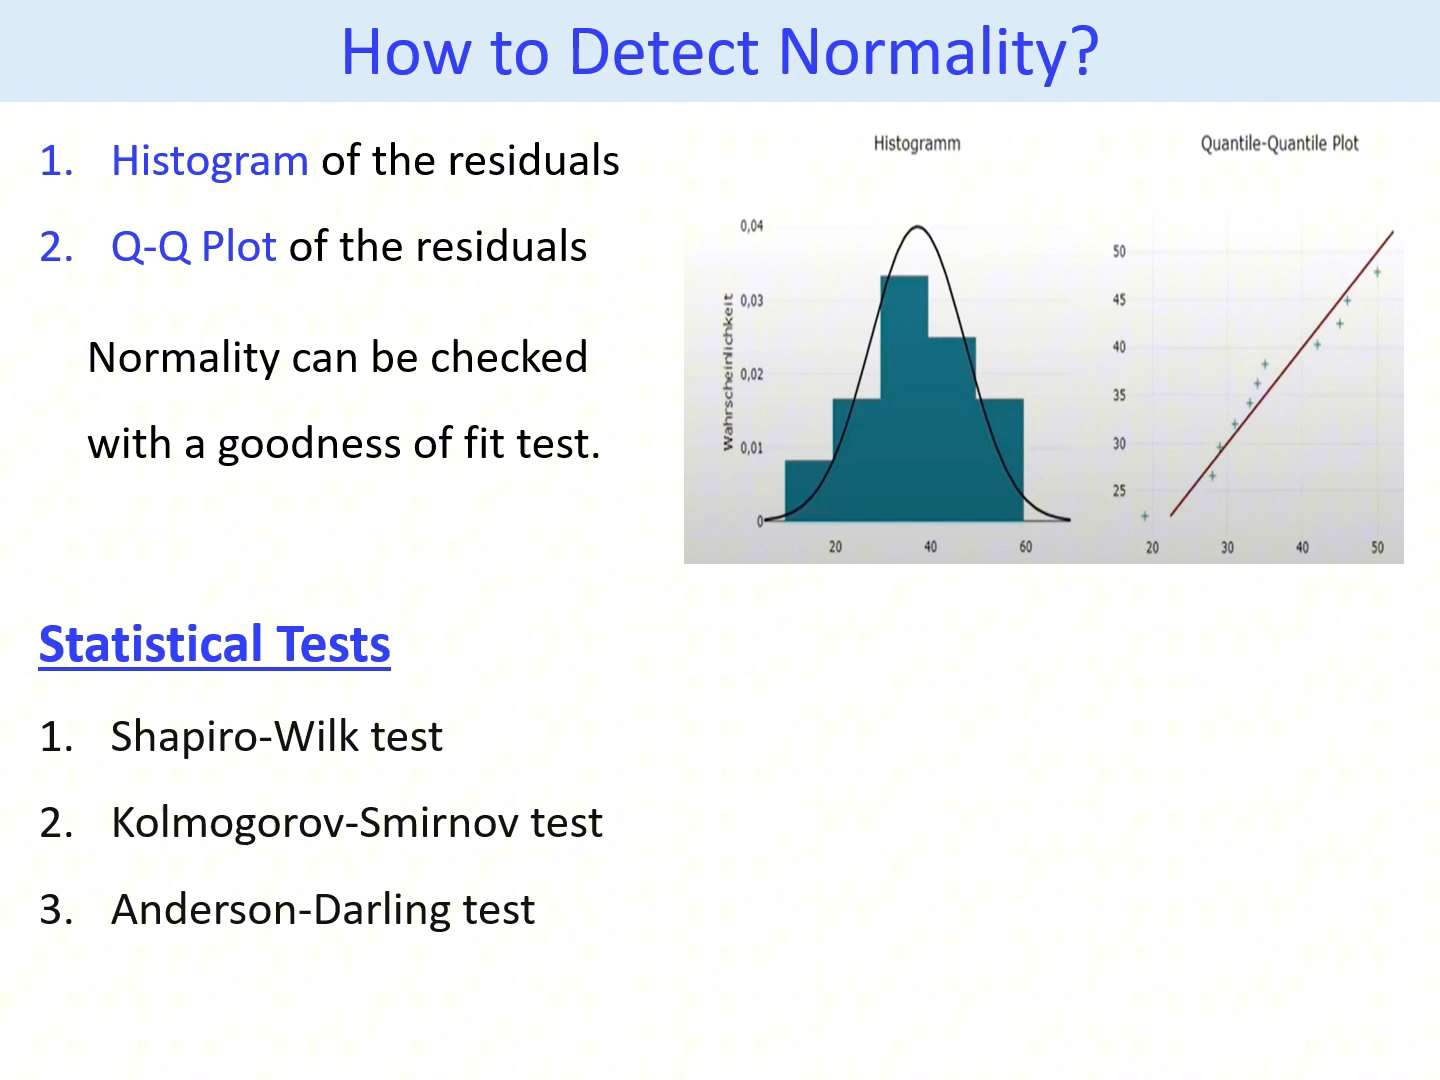 How to Detect Normality?
1. Histogram of the residuals
2. Q-Q Plot of the residuals
Normality can be checked
with a goodness of fit test.
Histogramm
Wahrscheinlichkeit
0,04
0,03
0,02
0,01
0
20 40 60
Quantile-Quantile Plot
50
45
40
35
30
25
20 30 40 50
Statistical Tests
1. Shapiro-Wilk test
2. Kolmogorov-Smirnov test
3. Anderson-Darling test